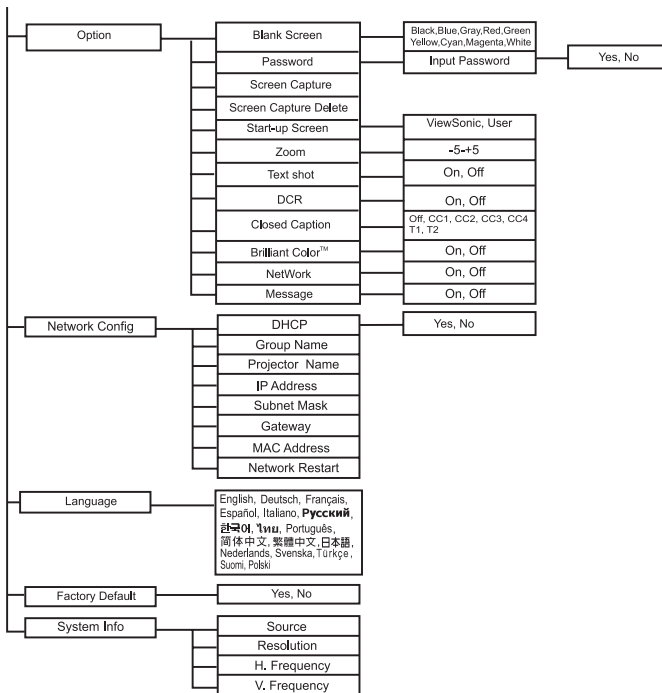 Option
Blank Screen
Black,Blue,Gray,Red,Green
Yellow,Cyan,Magenta,White
Password
Input Password
Yes, No
Screen Capture
Screen Capture Delete
Start-up Screen
ViewSonic, User
Zoom
-5-+5
Text shot
On, Off
DCR
On, Off
Closed Caption
Off, CC1, CC2, CC3, CC4
T1, T2
Brilliant Color™
On, Off
NetWork
On, Off
Message
On, Off
Network Config
DHCP
Yes, No
Group Name
Projector Name
IP Address
Subnet Mask
Gateway
MAC Address
Network Restart
Language
English, Deutsch, Français,
Español, Italiano, Русский,
한국어, ไทย, Português,
简体中文, 繁體中文, 日本語,
Nederlands, Svenska, Türkçe,
Suomi, Polski
Factory Default
Yes, No
System Info
Source
Resolution
H. Frequency
V. Frequency